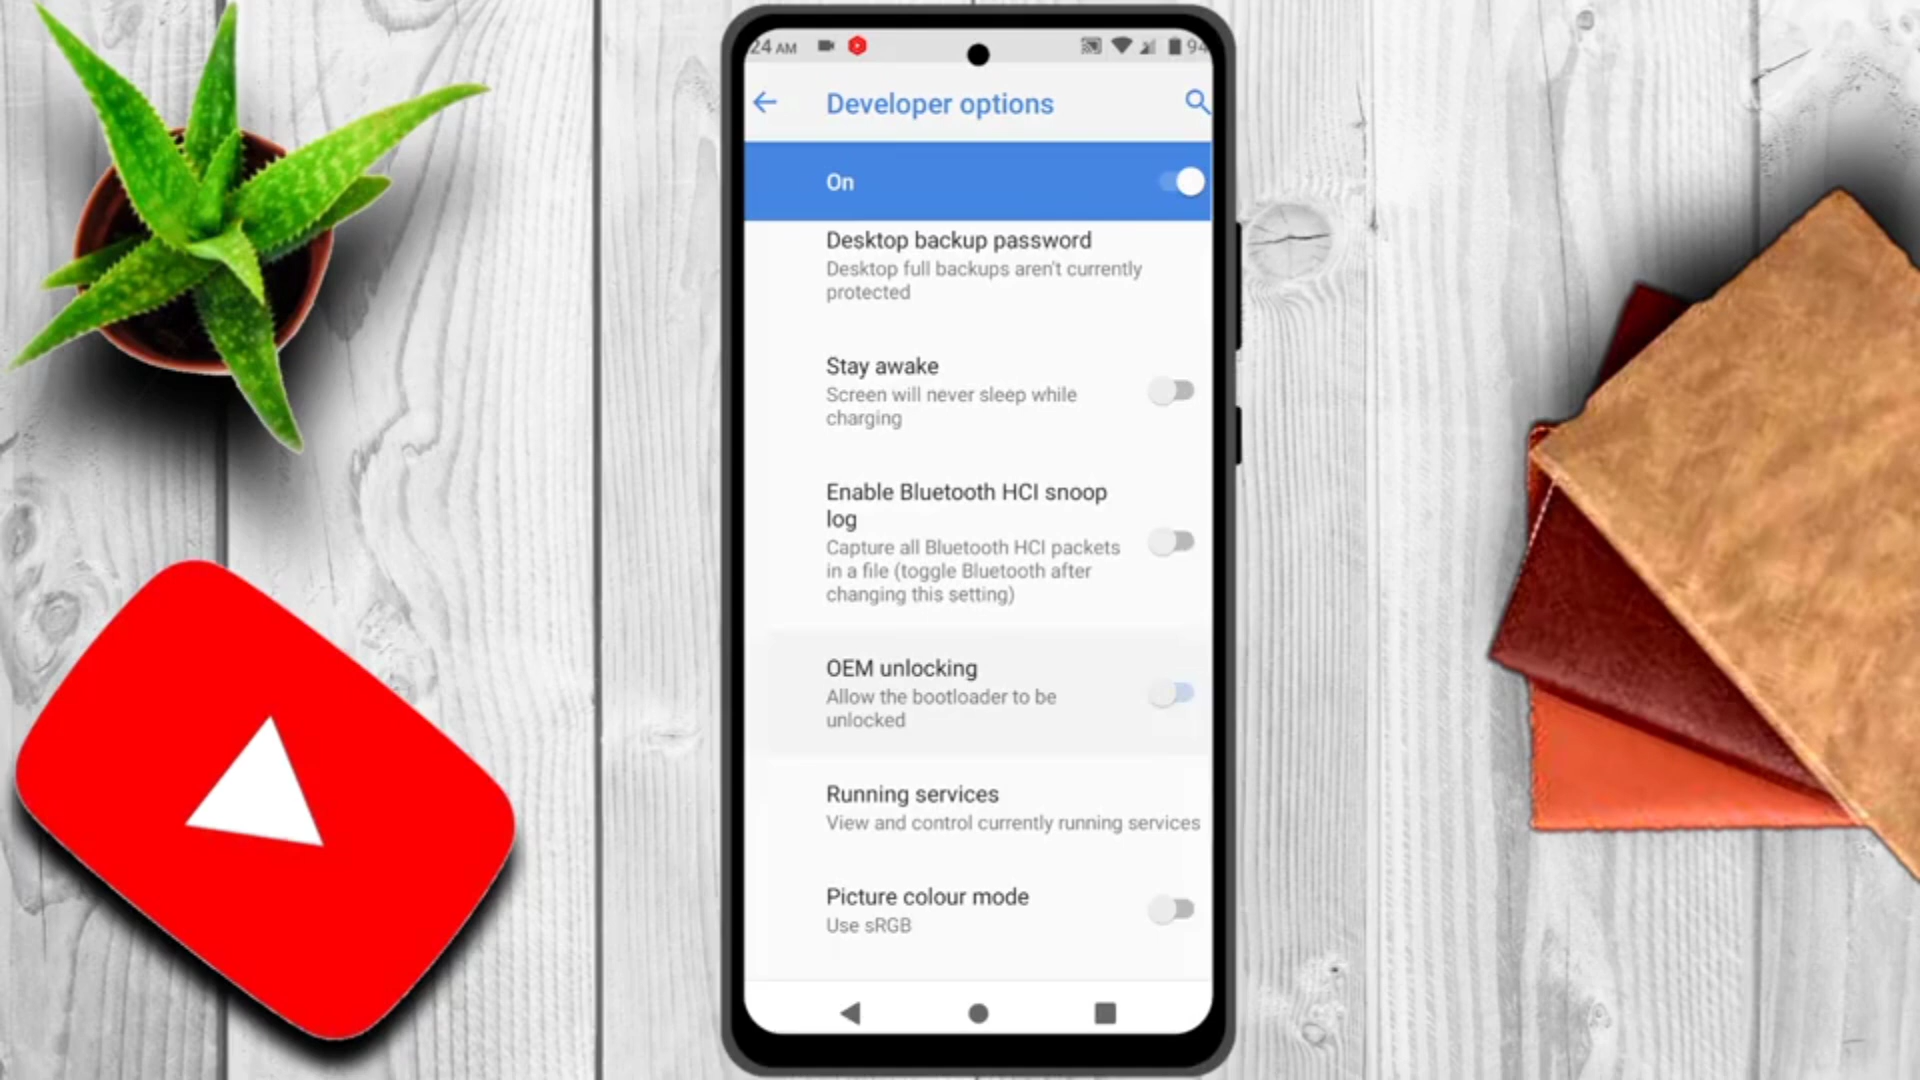 24 AM
94
Developer options
On
Desktop backup password
Desktop full backups aren't currently
protected
Stay awake
Screen will never sleep while
charging
Enable Bluetooth HCI snoop
log
Capture all Bluetooth HCI packets
in a file (toggle Bluetooth after
changing this setting)
OEM unlocking
Allow the bootloader to be
unlocked
Running services
View and control currently running services
Picture colour mode
Use sRGB